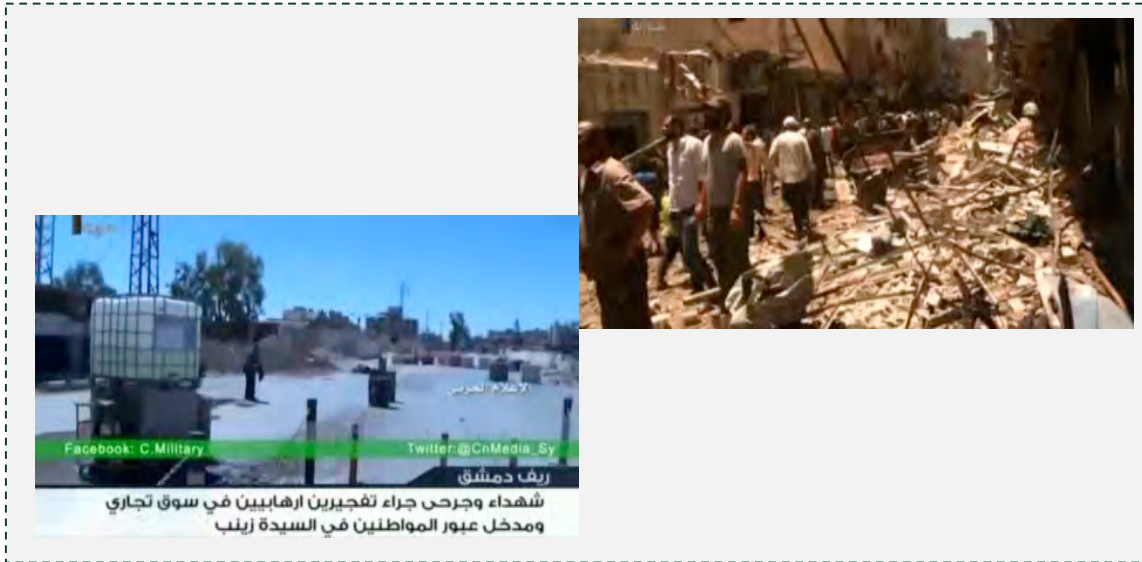 الإعلام الحربي
Facebook: C.Military
Twitter:@CnMedia_Sy
ريف دمشق
شهداء وجرحى جراء تفجيرين ارهابيين في سوق تجاري
ومدخل عبور المواطنين في السيدة زينب